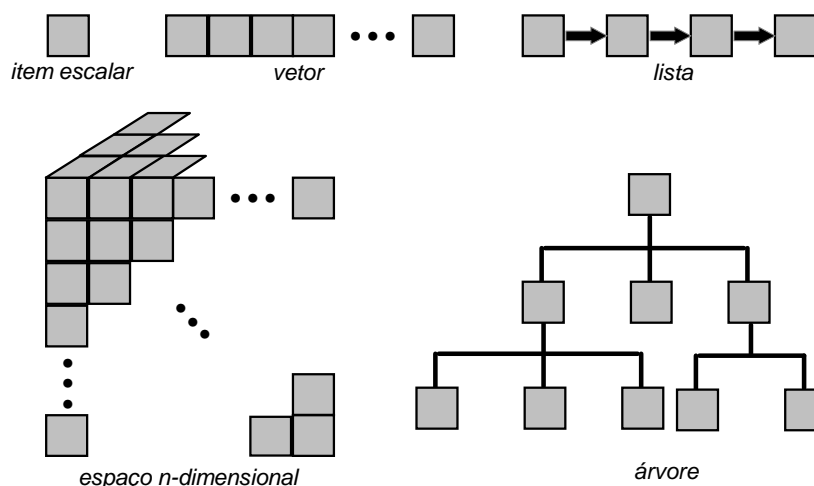 item escalar
vetor
lista
espaço n-dimensional
árvore